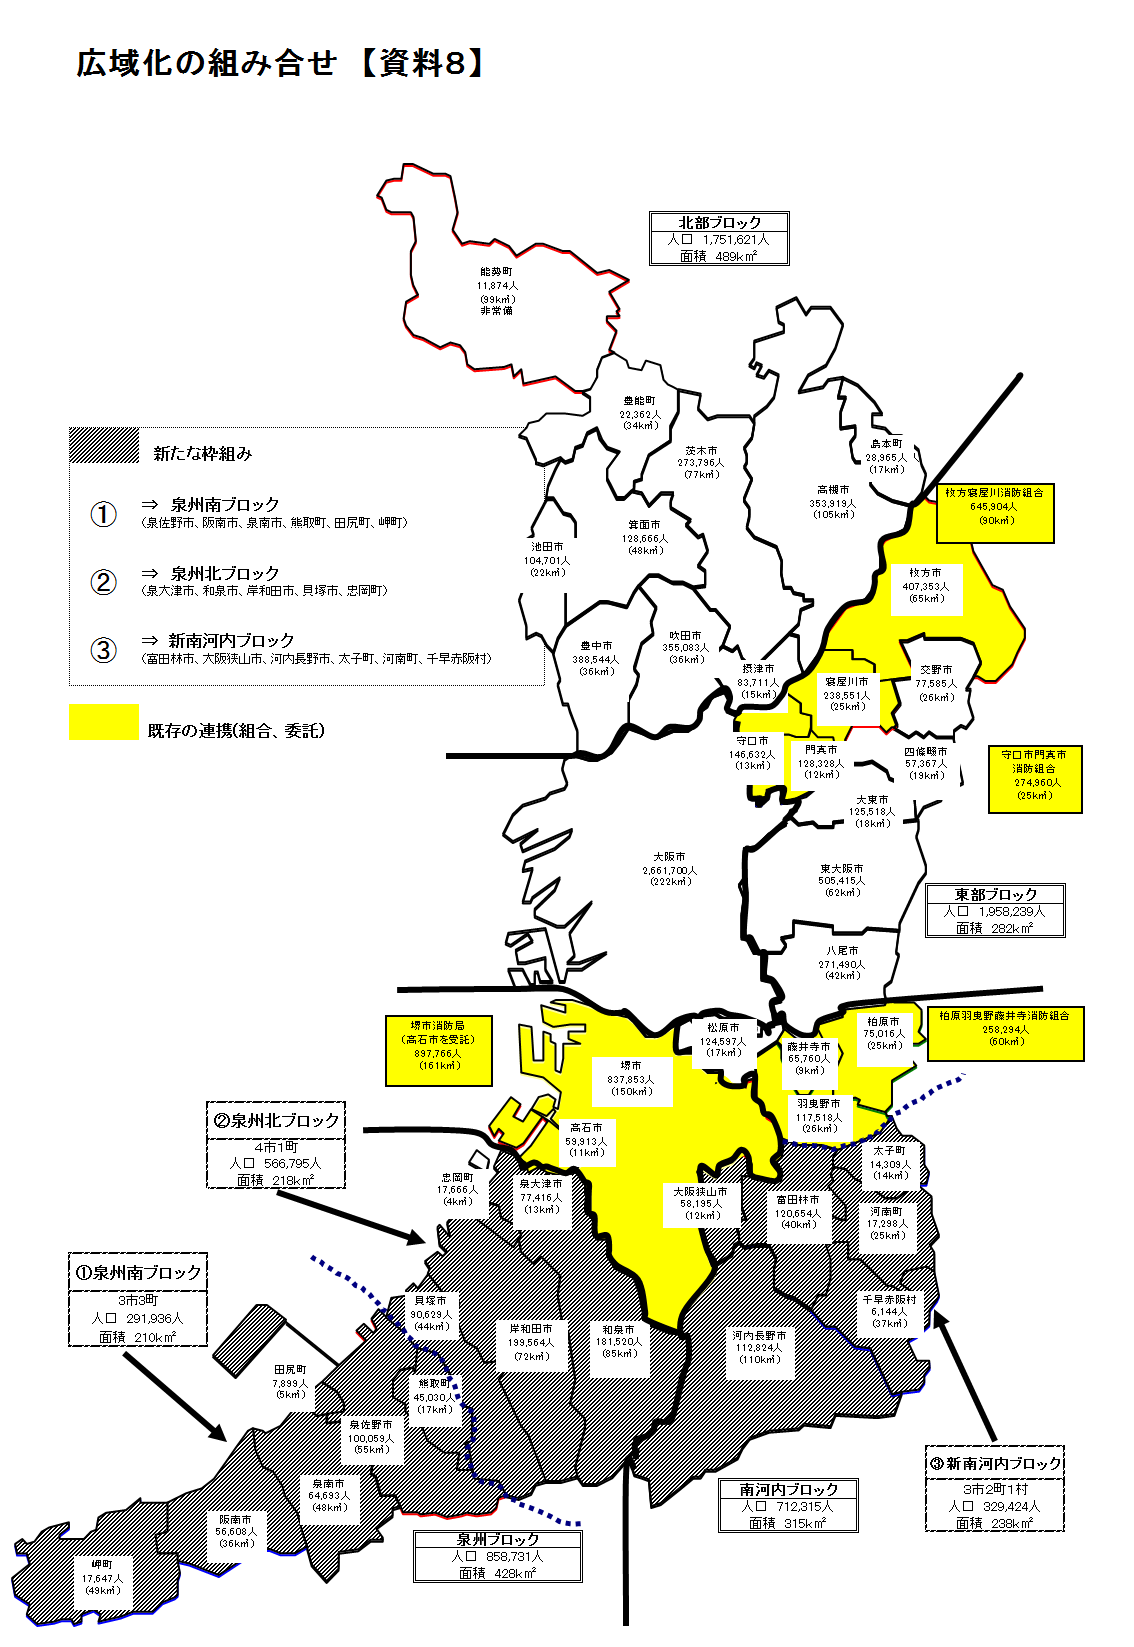 広域化の組み合せ 【資料8】
北部ブロック
人口 1,751,621人
面積 489k㎡
能勢町
11,874人
(99k㎡)
非常備
豊能町
22,362人
(34k㎡)
茨木市
273,796人
(77k㎡)
島本町
28,965人
(17k㎡)
高槻市
353,919人
(105k㎡)
箕面市
128,666人
(48k㎡)
池田市
104,701人
(22k㎡)
豊中市
388,544人
(36k㎡)
吹田市
355,083人
(36k㎡)
摂津市
83,711人
(15k㎡)
新たな枠組み
① ⇒ 泉州南ブロック
(泉佐野市、阪南市、泉南市、熊取町、田尻町、岬町)
② ⇒ 泉州北ブロック
(泉大津市、和泉市、岸和田市、貝塚市、忠岡町)
③ ⇒ 新南河内ブロック
(富田林市、大阪狭山市、河内長野市、太子町、河南町、千早赤阪村)
既存の連携(組合、委託)
枚方寝屋川消防組合
645,904人
(90k㎡)
枚方市
407,353人
(65k㎡)
交野市
77,585人
(26k㎡)
寝屋川市
238,551人
(25k㎡)
守口市
146,632人
(13k㎡)
門真市
128,328人
(12k㎡)
四條畷市
57,367人
(19k㎡)
守口市門真市
消防組合
274,960人
(25k㎡)
大東市
125,518人
(18k㎡)
大阪市
2,661,700人
(222k㎡)
東大阪市
505,415人
(62k㎡)
東部ブロック
人口 1,958,239人
面積 282k㎡
八尾市
271,490人
(42k㎡)
堺市消防局
(高石市を受託)
897,766人
(161k㎡)
松原市
124,597人
(17k㎡)
柏原市
75,016人
(25k㎡)
柏原羽曳野藤井寺消防組合
258,294人
(60k㎡)
藤井寺市
65,760人
(9k㎡)
堺市
837,853人
(150k㎡)
羽曳野市
117,518人
(26k㎡)
高石市
59,913人
(11k㎡)
②泉州北ブロック
4市1町
人口 566,795人
面積 218k㎡
忠岡町
17,666人
(4k㎡)
泉大津市
77,416人
(13k㎡)
大阪狭山市
58,195人
(12k㎡)
富田林市
120,654人
(40k㎡)
太子町
14,309人
(14k㎡)
河南町
17,298人
(25k㎡)
①泉州南ブロック
3市3町
人口 291,936人
面積 210k㎡
貝塚市
90,629人
(44k㎡)
岸和田市
199,564人
(72k㎡)
和泉市
181,520人
(85k㎡)
河内長野市
112,824人
(110k㎡)
千早赤阪村
6,144人
(37k㎡)
田尻町
7,899人
(5k㎡)
熊取町
45,030人
(17k㎡)
泉佐野市
100,059人
(55k㎡)
泉南市
64,693人
(48k㎡)
阪南市
56,608人
(36k㎡)
岬町
17,647人
(49k㎡)
③新南河内ブロック
3市2町1村
人口 329,424人
面積 238k㎡
南河内ブロック
人口 712,315人
面積 315k㎡
泉州ブロック
人口 858,731人
面積 428k㎡